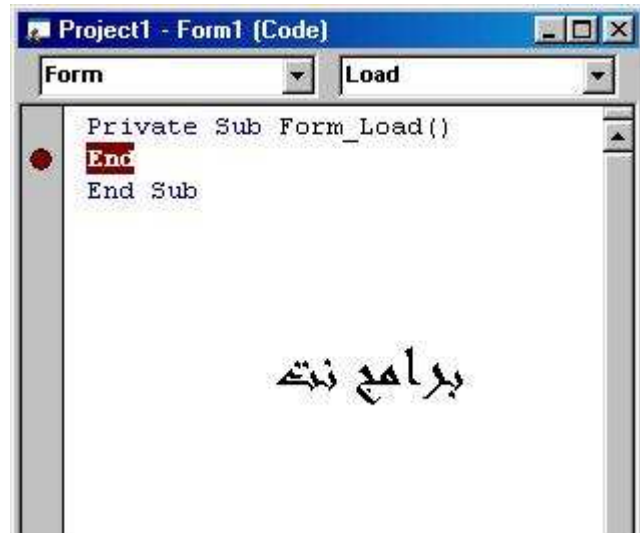 Project1 - Form1 (Code)
Form Load
Private Sub Form_Load()
End
End Sub
برامج نت